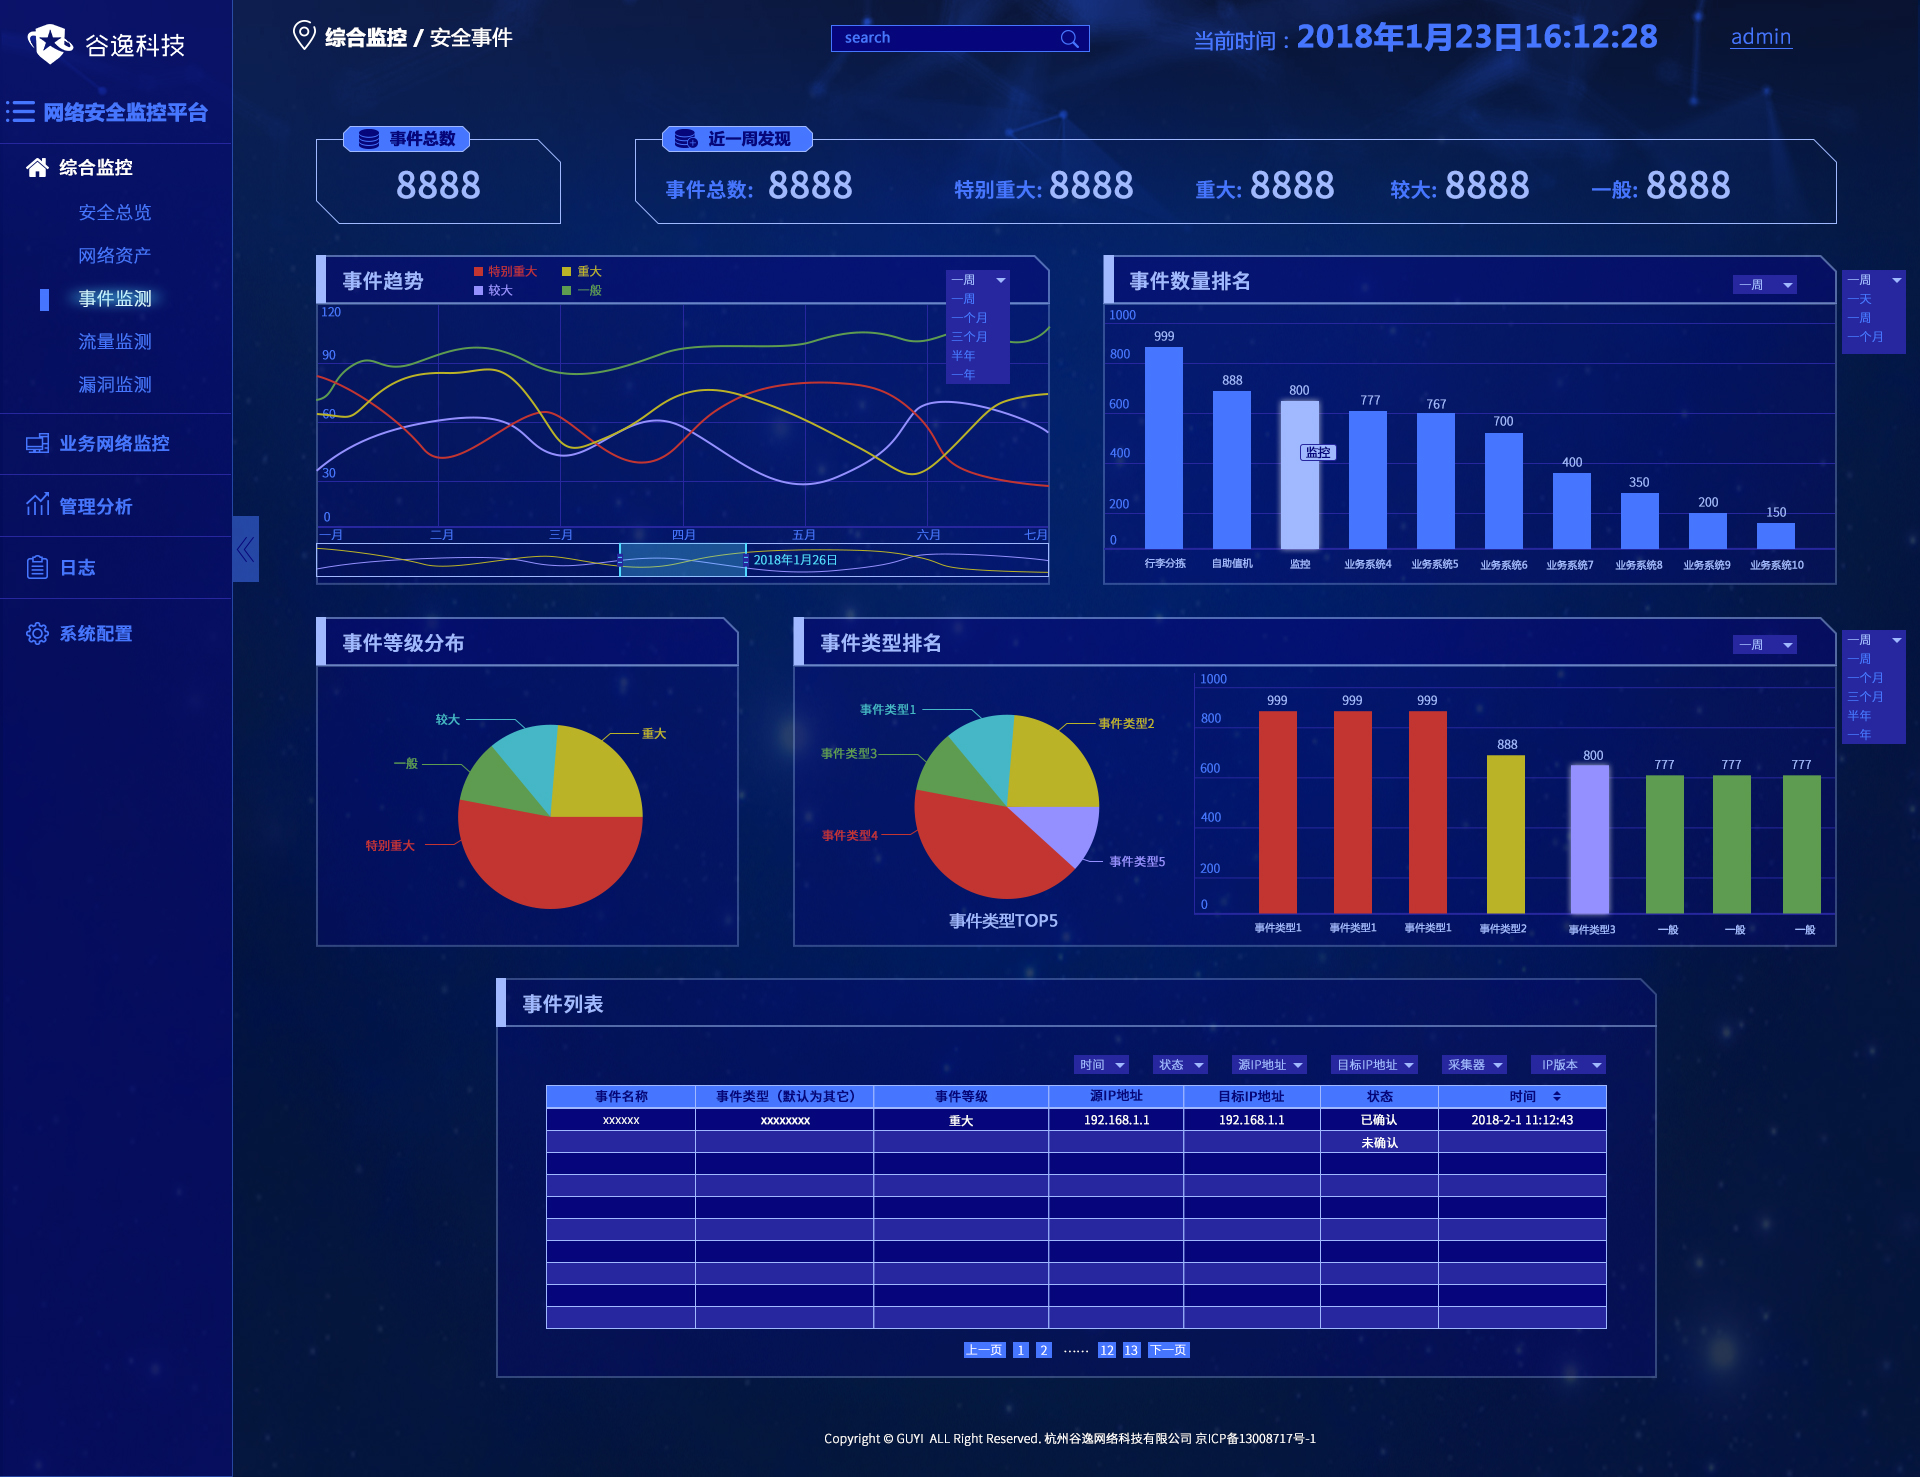 谷逸科技
网络安全监控平台
综合监控
安全总览
网络资产
事件监测
流量监测
漏洞监测
业务网络监控
管理分析
日志
系统配置
综合监控 / 安全事件
search
当前时间：2018年1月23日16:12:28
admin
事件总数
8888
近一周发现
事件总数: 8888 特别重大: 8888 重大: 8888 较大: 8888 一般: 8888
事件趋势
特别重大 重大
较大 一般
一周
一周
一个月
三个月
半年
一年
120
90
60
30
0
一月 二月 三月 四月 五月 六月 七月
2018年1月26日
事件数量排名
一周
一周
一天
一周
一个月
1000
800
600
400
200
0
999 888 800 777 767 700 400 350 200 150
监控
行李分拣 自助值机 监控 业务系统4 业务系统5 业务系统6 业务系统7 业务系统8 业务系统9 业务系统10
事件等级分布
较大
重大
一般
特别重大
事件类型排名
一周
一周
一周
一个月
三个月
半年
一年
事件类型1
事件类型2
事件类型3
事件类型4
事件类型5
事件类型TOP5
1000
800
600
400
200
0
999 999 999 888 800 777 777 777
事件类型1 事件类型1 事件类型1 事件类型2 事件类型3 一般 一般 一般
事件列表
时间 状态 源IP地址 目标IP地址 采集器 IP版本
事件名称 事件类型（默认为其它） 事件等级 源IP地址 目标IP地址 状态 时间
xxxxxx xxxxxxxx 重大 192.168.1.1 192.168.1.1 已确认 2018-2-1 11:12:43
未确认
上一页 1 2 ...... 12 13 下一页
Copyright © GUYI ALL Right Reserved. 杭州谷逸网络科技有限公司 京ICP备13008717号-1